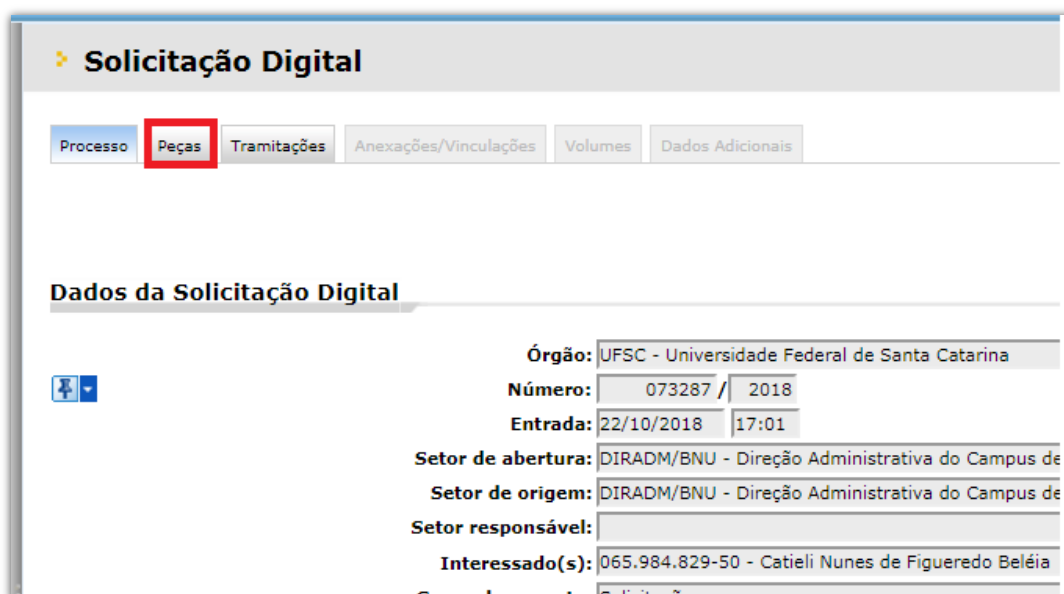 Solicitação Digital
Processo Peças Tramitações Anexações/Vinculações Volumes Dados Adicionais
Dados da Solicitação Digital
Órgão: UFSC - Universidade Federal de Santa Catarina
Número: 073287 / 2018
Entrada: 22/10/2018 17:01
Setor de abertura: DIRADM/BNU - Direção Administrativa do Campus de
Setor de origem: DIRADM/BNU - Direção Administrativa do Campus de
Setor responsável:
Interessado(s): 065.984.829-50 - Catieli Nunes de Figueredo Beléia